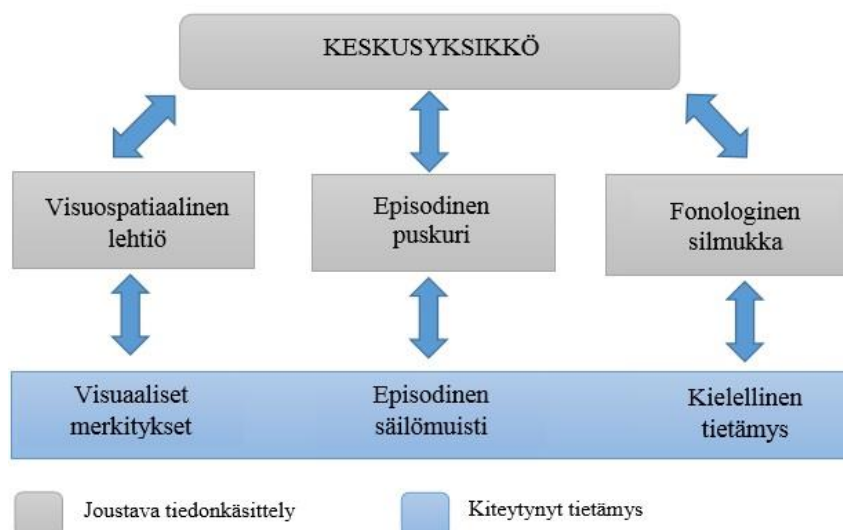 KESKUSYKSIKKÖ
Visuospatiaalinen
lehtiö
Episodinen
puskuri
Fonologinen
silmukka
Visuaaliset
merkitykset
Episodinen
säilömuisti
Kielellinen
tietämys
Joustava tiedonkäsittely
Kiteytynyt tietämys